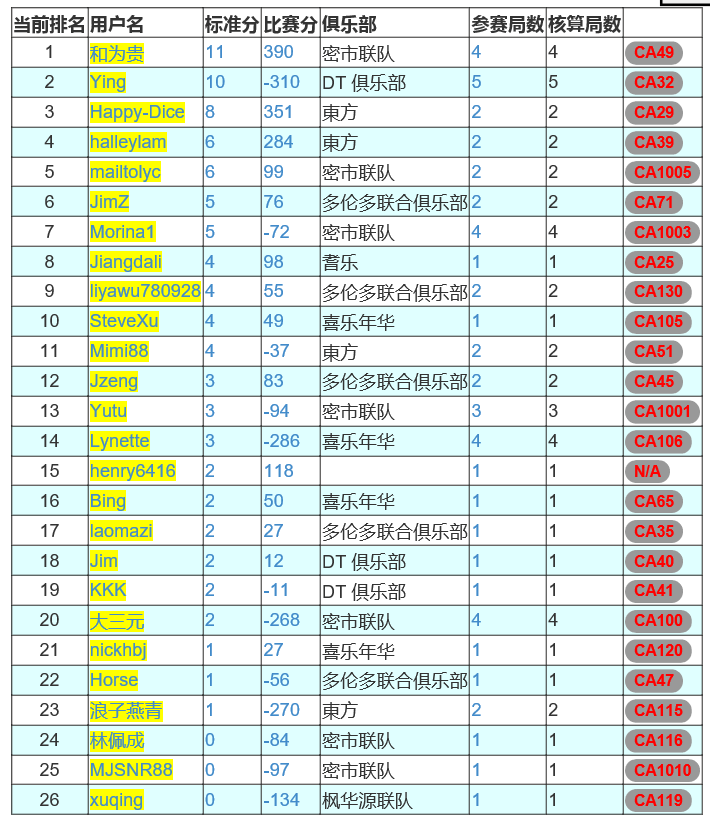 当前排名 用户名 标准分 比赛分 俱乐部 参赛局数 核算局数
1 和为贵 11 390 密市联队 4 4 CA49
2 Ying 10 -310 DT 俱乐部 5 5 CA32
3 Happy-Dice 8 351 東方 2 2 CA29
4 halleylam 6 284 東方 2 2 CA39
5 mailtolyc 6 99 密市联队 2 2 CA1005
6 JimZ 5 76 多伦多联合俱乐部 2 2 CA71
7 Morina1 5 -72 密市联队 4 4 CA1003
8 Jiangdali 4 98 耆乐 1 1 CA25
9 liyawu780928 4 55 多伦多联合俱乐部 2 2 CA130
10 SteveXu 4 49 喜乐年华 1 1 CA105
11 Mimi88 4 -37 東方 2 2 CA51
12 Jzeng 3 83 多伦多联合俱乐部 2 2 CA45
13 Yutu 3 -94 密市联队 3 3 CA1001
14 Lynette 3 -286 喜乐年华 4 4 CA106
15 henry6416 2 118 1 1 N/A
16 Bing 2 50 喜乐年华 1 1 CA65
17 laomazi 2 27 多伦多联合俱乐部 1 1 CA35
18 Jim 2 12 DT 俱乐部 1 1 CA40
19 KKK 2 -11 DT 俱乐部 1 1 CA41
20 大三元 2 -268 密市联队 4 4 CA100
21 nickhbj 1 27 喜乐年华 1 1 CA120
22 Horse 1 -56 多伦多联合俱乐部 1 1 CA47
23 浪子燕青 1 -270 東方 2 2 CA115
24 林佩成 0 -84 密市联队 1 1 CA116
25 MJSNR88 0 -97 密市联队 1 1 CA1010
26 xuqing 0 -134 枫华源联队 1 1 CA119